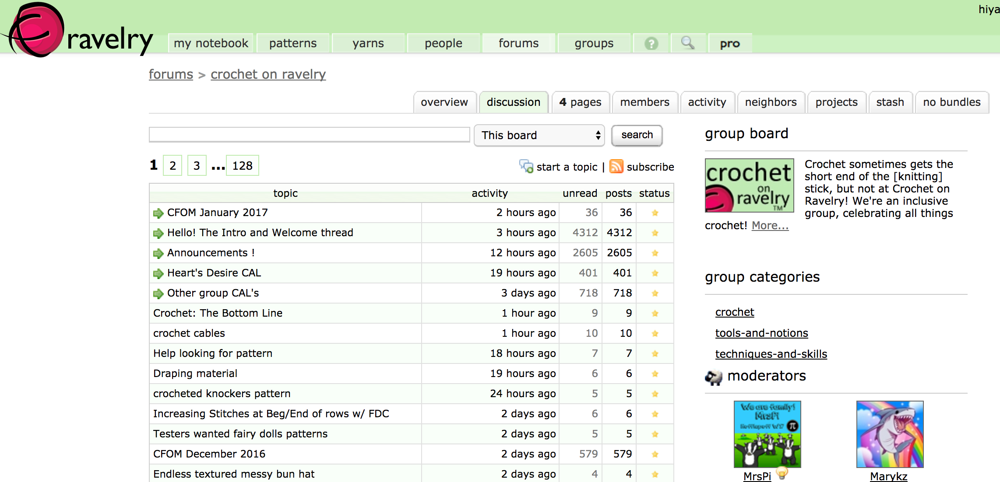 hiya
ravelry
my notebook patterns yarns people forums groups ? pro
forums > crochet on ravelry
overview discussion 4 pages members activity neighbors projects stash no bundles
This board search
1 2 3 ... 128
start a topic | subscribe
topic activity unread posts status
CFOM January 2017 2 hours ago 36 36
Hello! The Intro and Welcome thread 3 hours ago 4312 4312
Announcements ! 12 hours ago 2605 2605
Heart's Desire CAL 19 hours ago 401 401
Other group CAL's 3 days ago 718 718
Crochet: The Bottom Line 1 hour ago 9 9
crochet cables 1 hour ago 10 10
Help looking for pattern 18 hours ago 7 7
Draping material 19 hours ago 6 6
crocheted knockers pattern 24 hours ago 5 5
Increasing Stitches at Beg/End of rows w/ FDC 2 days ago 6 6
Testers wanted fairy dolls patterns 2 days ago 5 5
CFOM December 2016 2 days ago 579 579
Endless textured messy bun hat 2 days ago 4 4
group board
crochet
on
ravelry
TM
Crochet sometimes gets the
short end of the [knitting]
stick, but not at Crochet on
Ravelry! We're an inclusive
group, celebrating all things
crochet! More...
group categories
crochet
tools-and-notions
techniques-and-skills
moderators
We are family!
MrsPi
π
MrsPi
Marykz